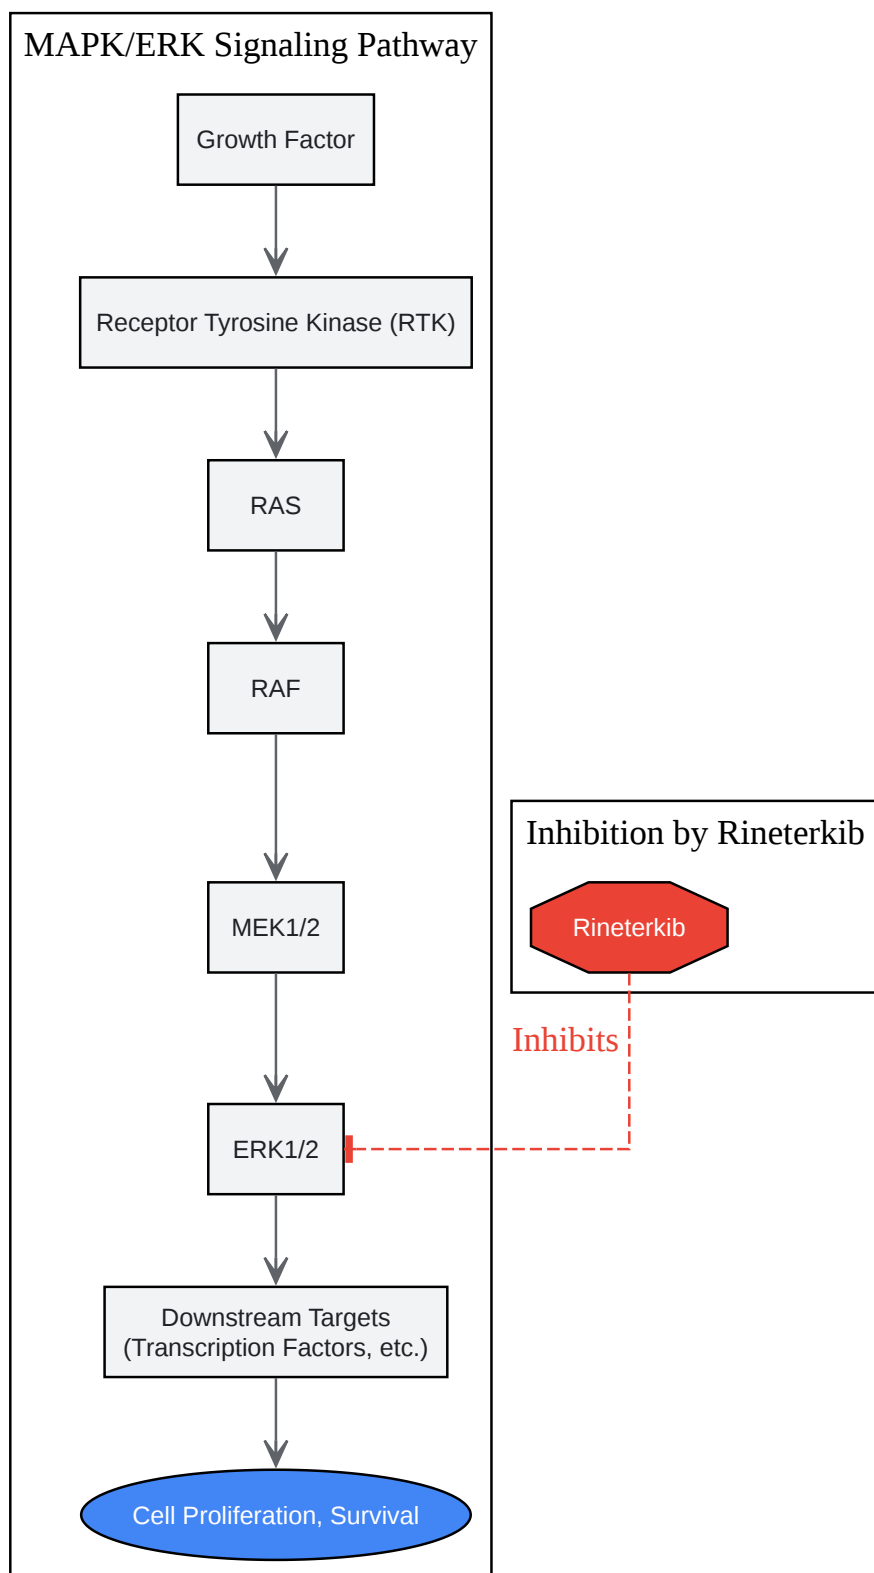 MAPK/ERK Signaling Pathway
Growth Factor
Receptor Tyrosine Kinase (RTK)
RAS
RAF
Inhibition by Rineterkib
MEK1/2
Rineterkib
Inhibits
ERK1/2
Downstream Targets
(Transcription Factors, etc.)
Cell Proliferation, Survival